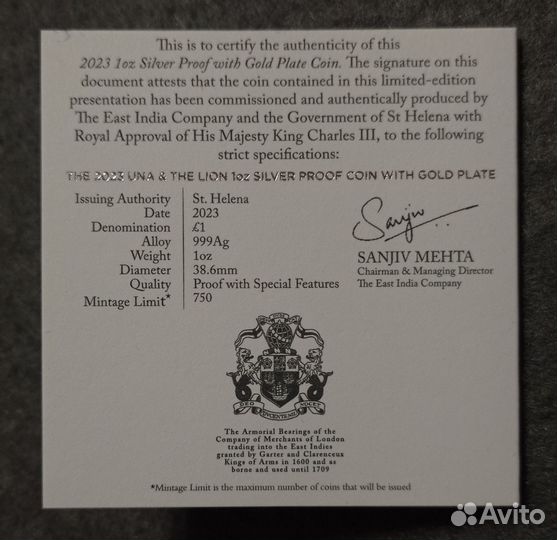 This is to certify the authenticity of this
2023 1oz Silver Proof with Gold Plate Coin. The signature on this
document attests that the coin contained in this limited-edition
presentation has been commissioned and authentically produced by
The East India Company and the Government of St Helena with
Royal Approval of His Majesty King Charles III, to the following
strict specifications:
THE 2023 UNA & THE LION 1oz SILVER PROOF COIN WITH GOLD PLATE
Issuing Authority St. Helena
Date 2023
Denomination £1
Alloy 999Ag
Weight 1oz
Diameter 38.6mm
Quality Proof with Special Features
Mintage Limit* 750
Sanjiv
SANJIV MEHTA
Chairman & Managing Director
The East India Company
The Armorial Bearings of the
Company of Merchants of London
trading into the East Indies
granted by Garter and Clarenceux
Kings of Arms in 1600 and as
borne and used until 1709
*Mintage Limit is the maximum number of coins that will be issued
Avito